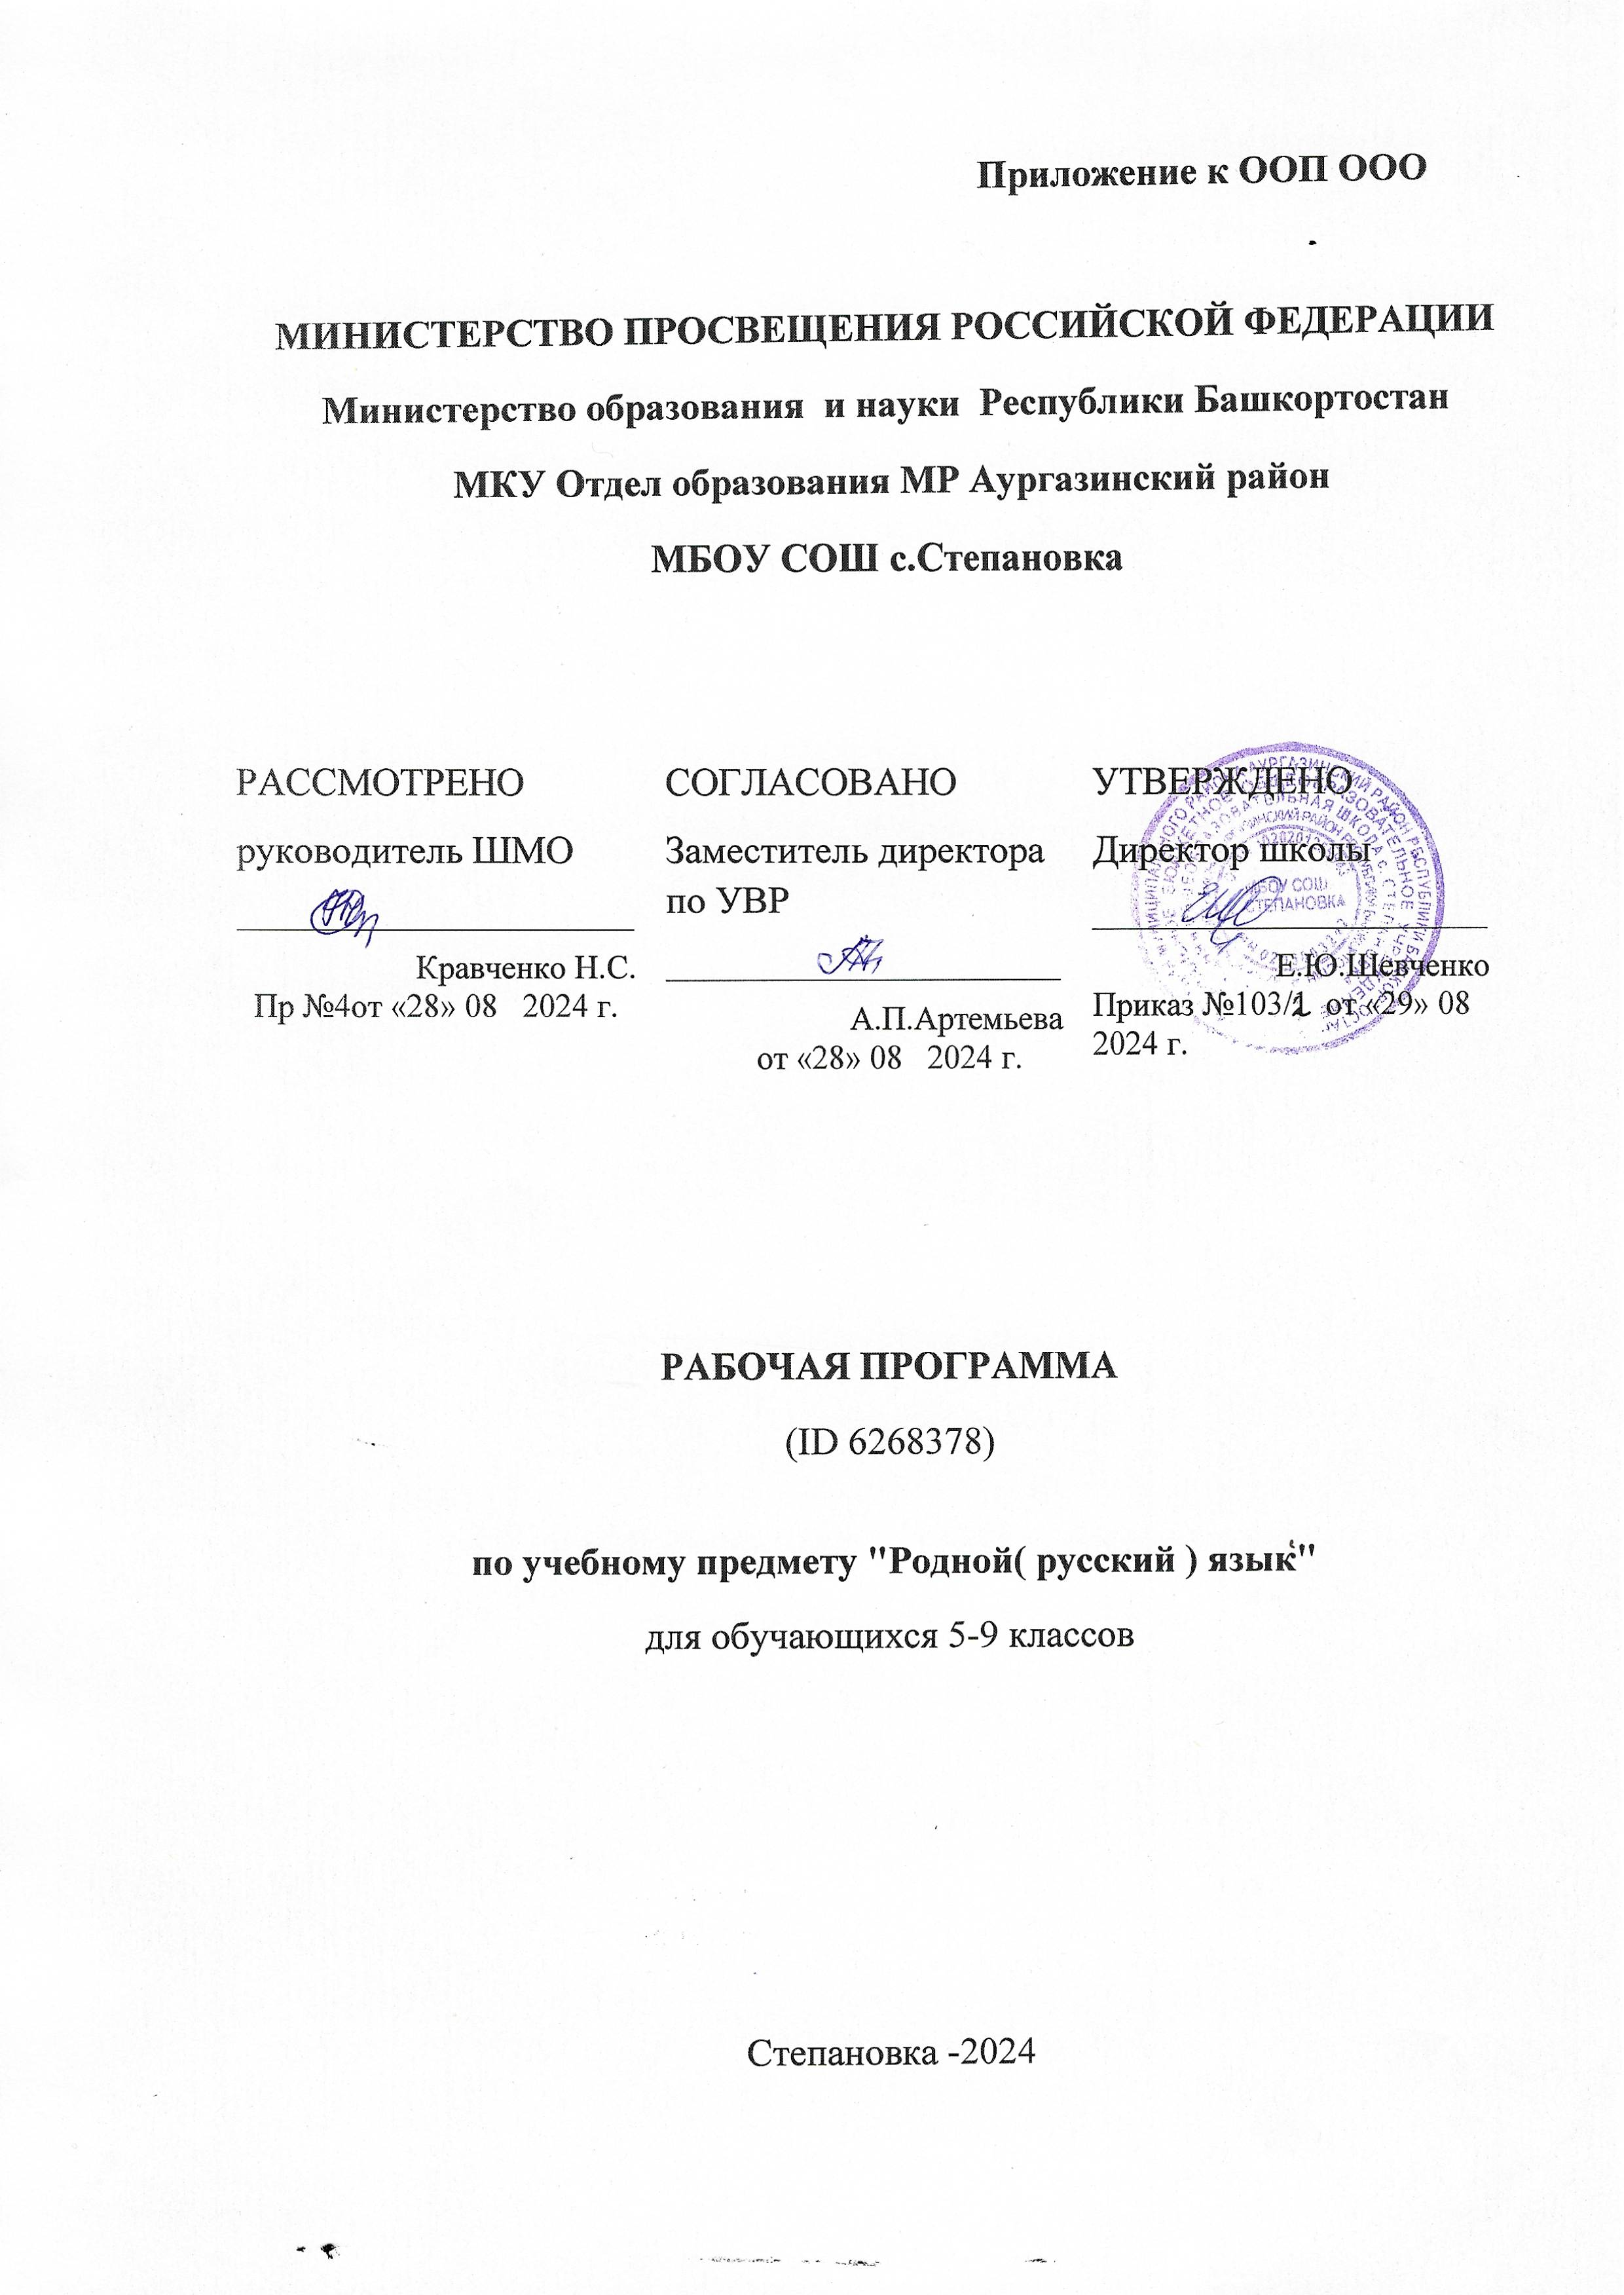 Приложение к ООП ООО
МИНИСТЕРСТВО ПРОСВЕЩЕНИЯ РОССИЙСКОЙ ФЕДЕРАЦИИ
Министерство образования и науки Республики Башкортостан
МКУ Отдел образования МР Аургазинский район
МБОУ СОШ с.Степановка
РАССМОТРЕНО
руководитель ШМО
Кравченко Н.С.
Пр №4от «28» 08 2024 г.
СОГЛАСОВАНО
Заместитель директора
по УВР
А.П.Артемьева
от «28» 08 2024 г.
УТВЕРЖДЕНО
Директор школы
МБОУ СОШ
СТЕПАНОВКА
Е.Ю.Шевченко
Приказ №103/ от «29» 08
2024 г.
РАБОЧАЯ ПРОГРАММА
(ID 6268378)
по учебному предмету "Родной( русский ) язык"
для обучающихся 5-9 классов
Степановка -2024